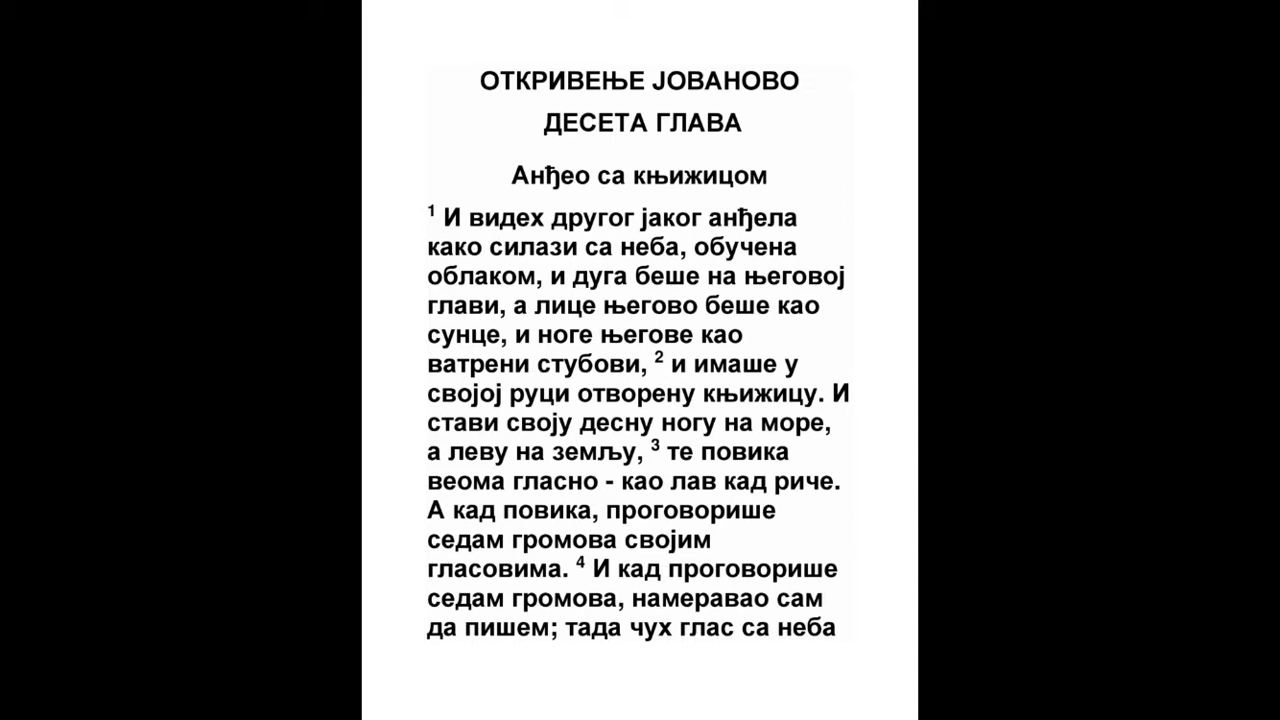 ОТКРИВЕЊЕ ЈОВАНОВО
ДЕСЕТА ГЛАВА
Анђео са књижицом
1 И видех другог јаког анђела
како силази са неба, обучена
облаком, и дуга беше на његовој
глави, а лице његово беше као
сунце, и ноге његове као
ватрени стубови, 2 и имаше у
својој руци отворену књижицу. И
стави своју десну ногу на море,
а леву на земљу, 3 те повика
веома гласно - као лав кад риче.
А кад повика, проговорише
седам громова својим
гласовима. 4 И кад проговорише
седам громова, намеравао сам
да пишем; тада чух глас са неба